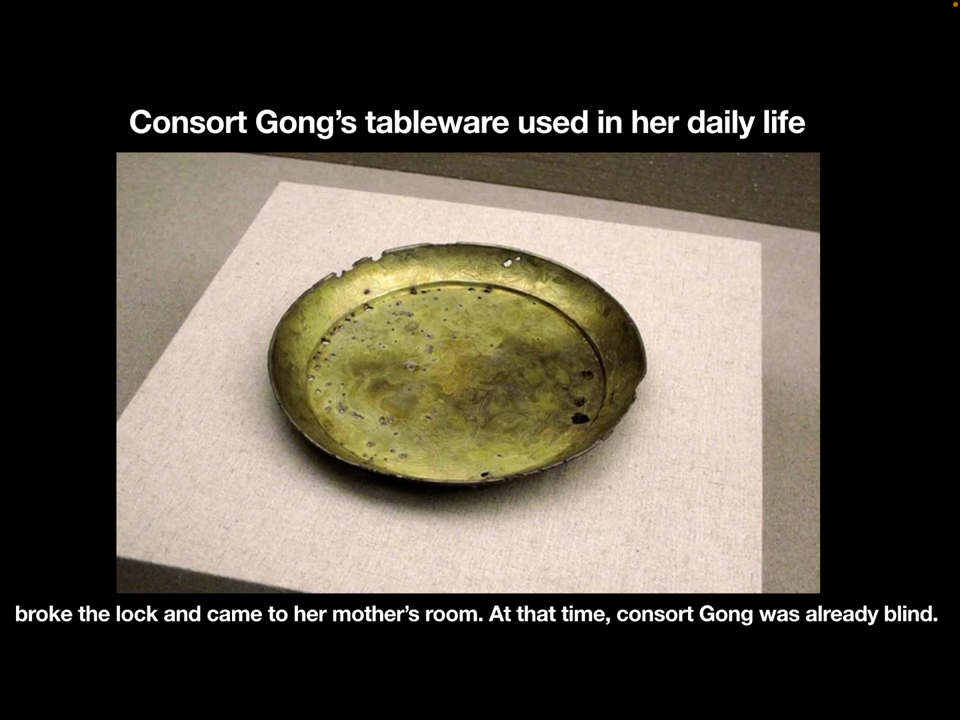 Consort Gong’s tableware used in her daily life
broke the lock and came to her mother’s room. At that time, consort Gong was already blind.